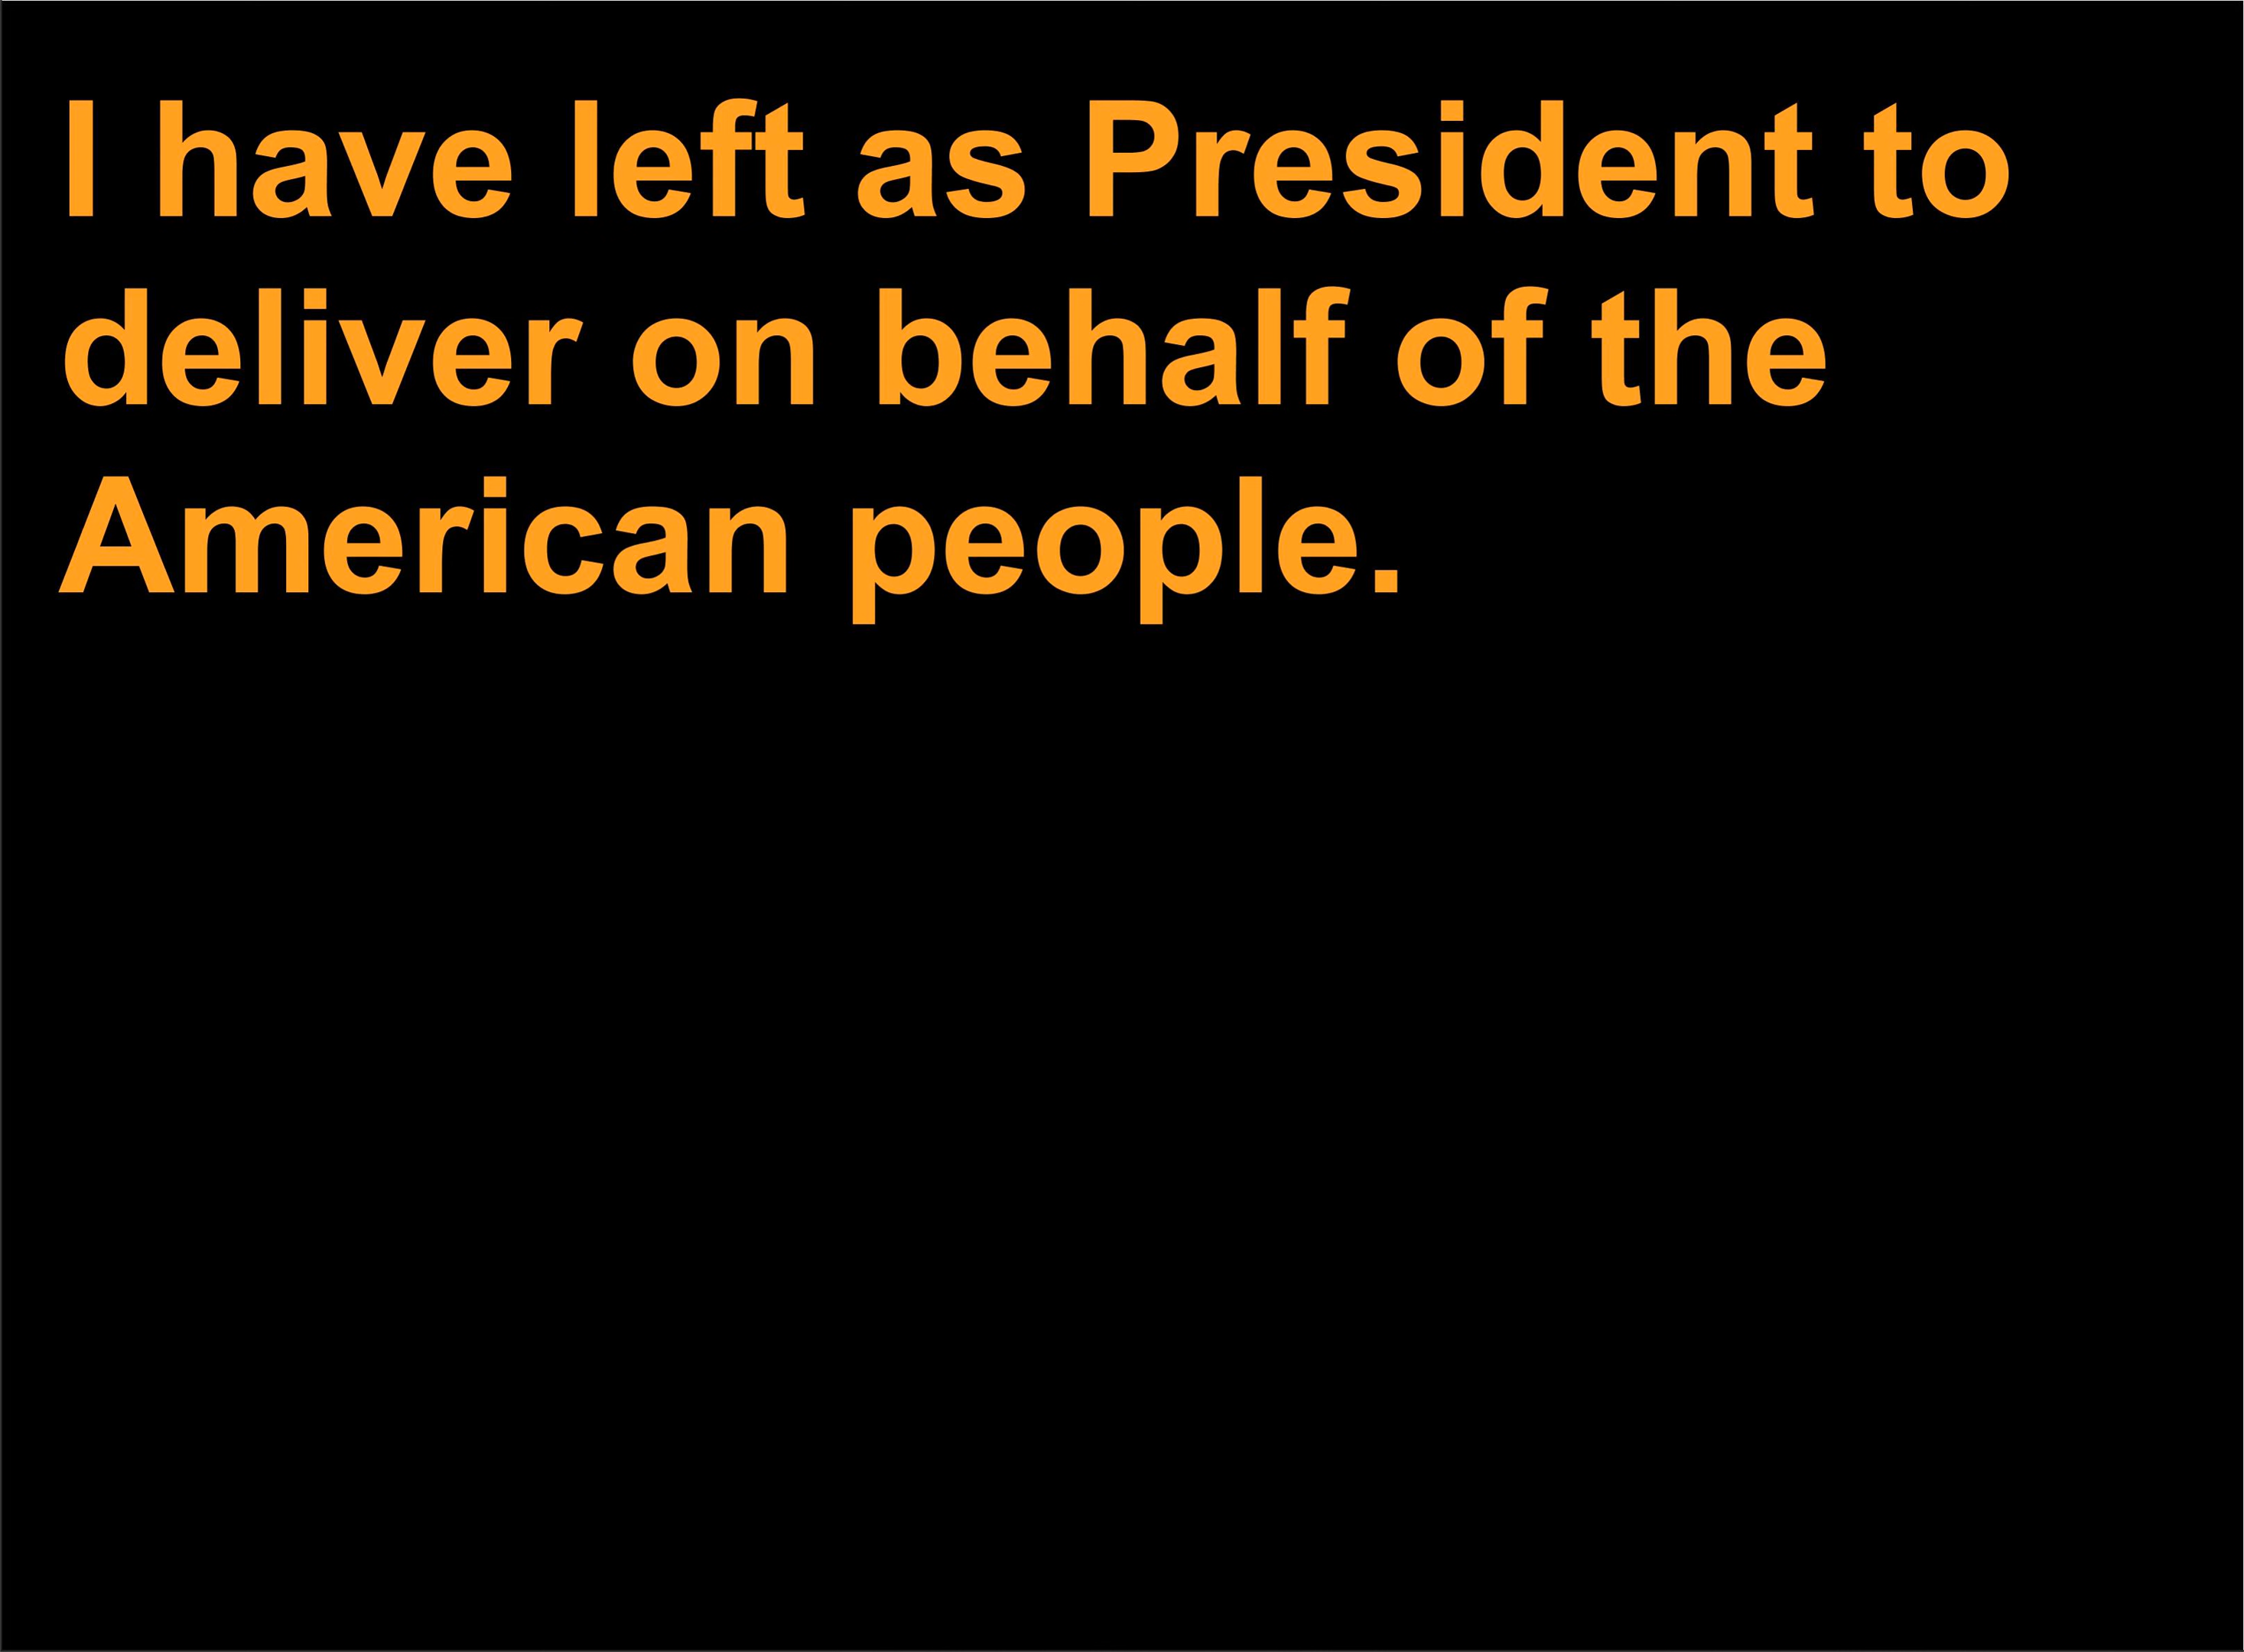 I have left as President to
deliver on behalf of the
American people.